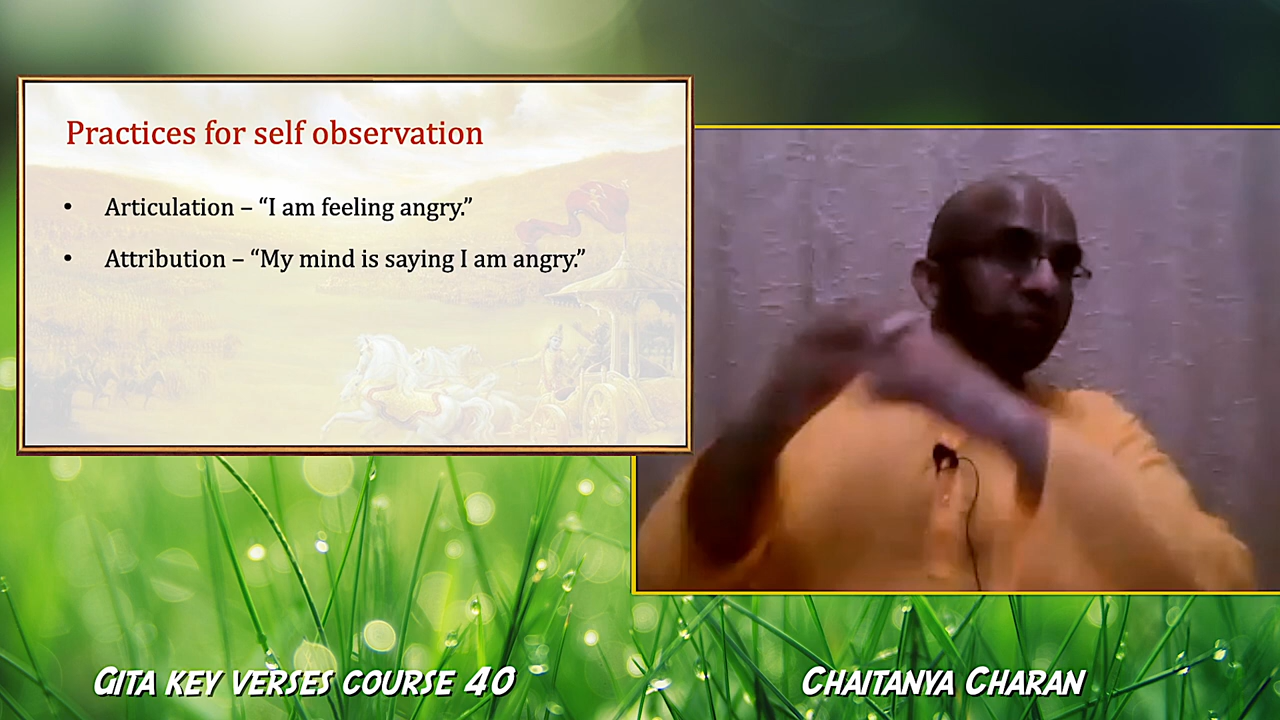 Practices for self observation
• Articulation – “I am feeling angry.”
• Attribution – “My mind is saying I am angry.”
GITA KEY VERSES COURSE 40
CHAITANYA CHARAN